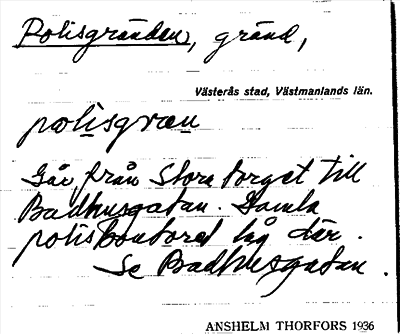 Polisgränden, gränd,
Västerås stad, Västmanlands län.
polisgræn
Går från Stora torget till
Badhusgatan. Gamla
poliskontoret låg där.
Se Badhusgatan.
ANSHELM THORFORS 1936